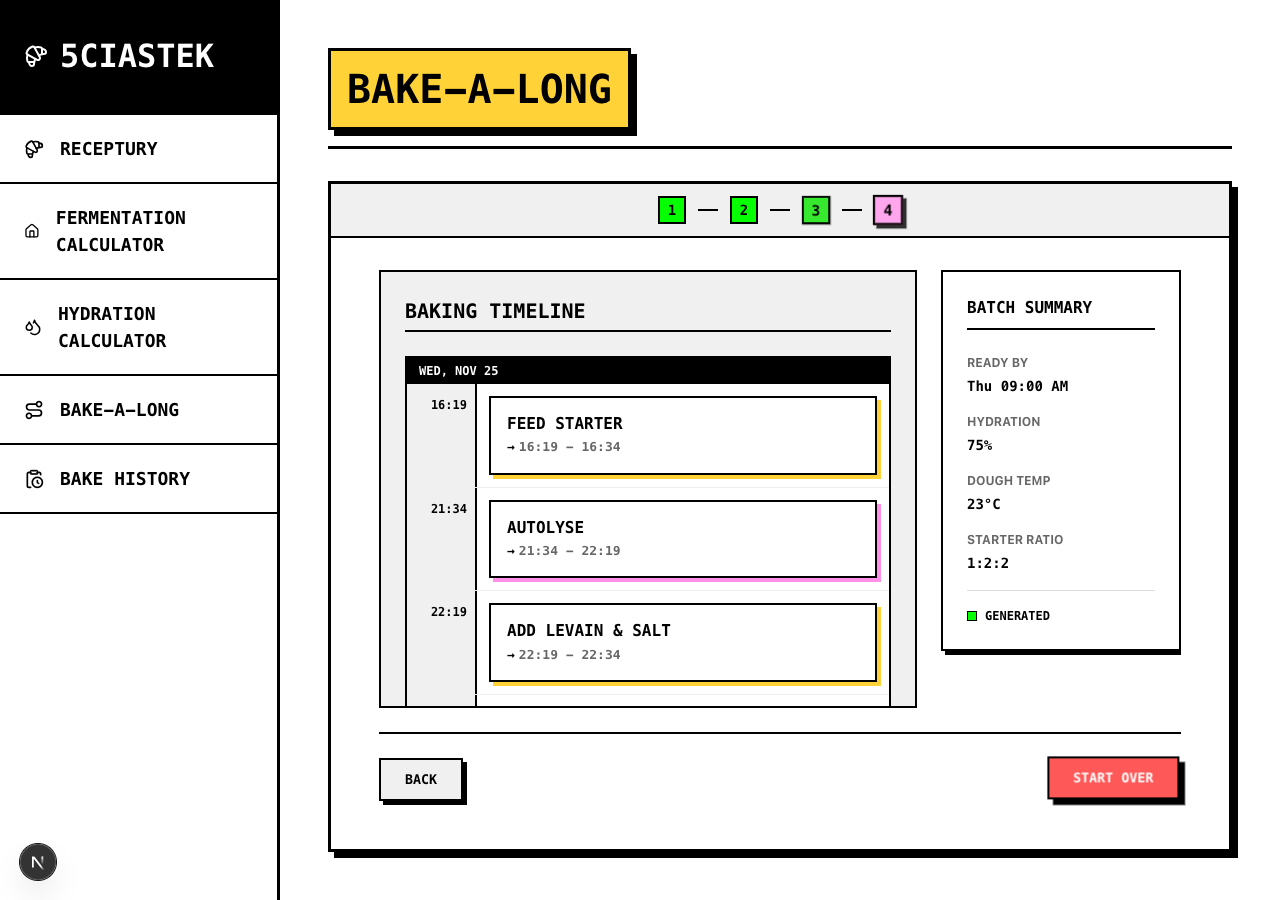 5CIASTEK
RECEPTURY
FERMENTATION
CALCULATOR
HYDRATION
CALCULATOR
BAKE–A–LONG
BAKE HISTORY
N
BAKE–A–LONG
1 — 2 — 3 — 4
BAKING TIMELINE
WED, NOV 25
16:19
FEED STARTER
→ 16:19 – 16:34
21:34
AUTOLYSE
→ 21:34 – 22:19
22:19
ADD LEVAIN & SALT
→ 22:19 – 22:34
BATCH SUMMARY
READY BY
Thu 09:00 AM
HYDRATION
75%
DOUGH TEMP
23°C
STARTER RATIO
1:2:2
GENERATED
BACK
START OVER